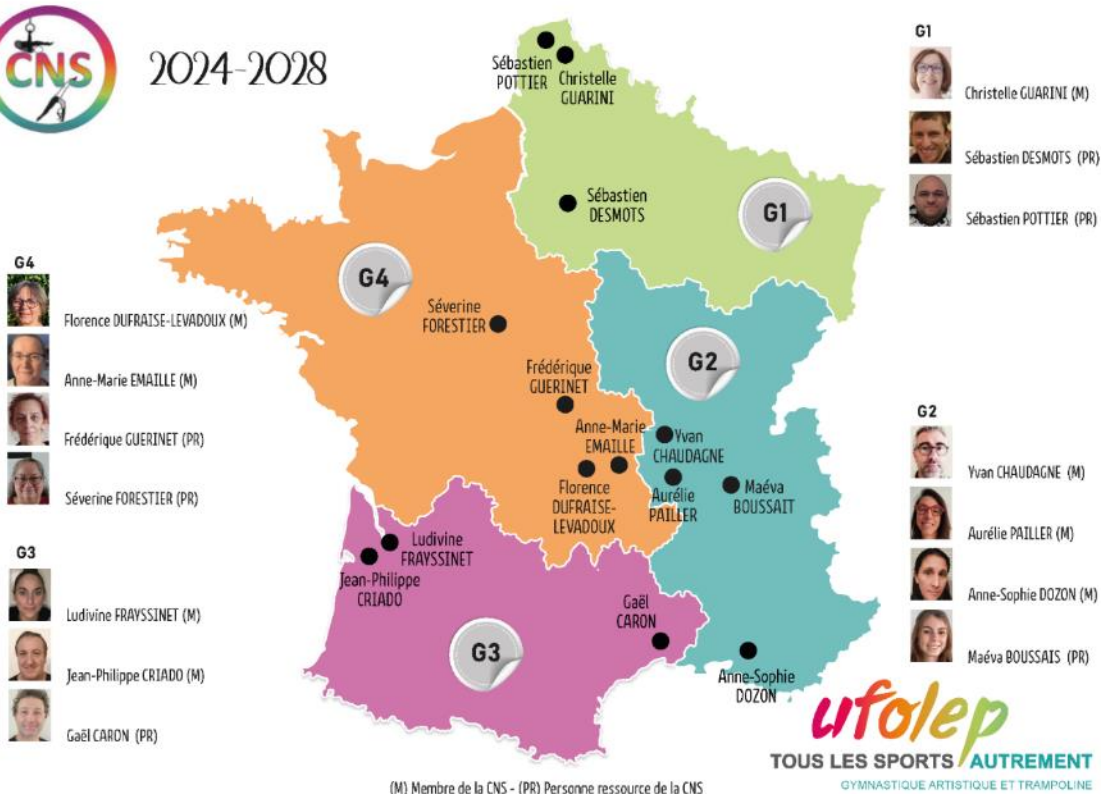 CNS
2024-2028
Sébastien
POTTIER
Christelle
GUARINI
Sébastien
DESMOTS
G1
G4
Séverine
FORESTIER
G2
Frédérique
GUERINET
Anne-Marie
EMAILLE
Yvan
CHAUDAGNE
Florence
DUFRAISE-
LEVADOUX
Aurélie
PAILLER
Maéva
BOUSSAIT
Ludivine
FRAYSSINET
Jean-Philippe
CRIADO
Gaël
CARON
G3
Anne-Sophie
DOZON
G1
Christelle GUARINI (M)
Sébastien DESMOTS (PR)
Sébastien POTTIER (PR)
G4
Florence DUFRAISE-LEVADOUX (M)
Anne-Marie EMAILLE (M)
Frédérique GUERINET (PR)
Séverine FORESTIER (PR)
G3
Ludivine FRAYSSINET (M)
Jean-Philippe CRIADO (M)
Gaël CARON (PR)
G2
Yvan CHAUDAGNE (M)
Aurélie PAILLER (M)
Anne-Sophie DOZON (M)
Maéva BOUSSAIS (PR)
ufolep
TOUS LES SPORTS AUTREMENT
GYMNASTIQUE ARTISTIQUE ET TRAMPOLINE
(M) Membre de la CNS - (PR) Personne ressource de la CNS